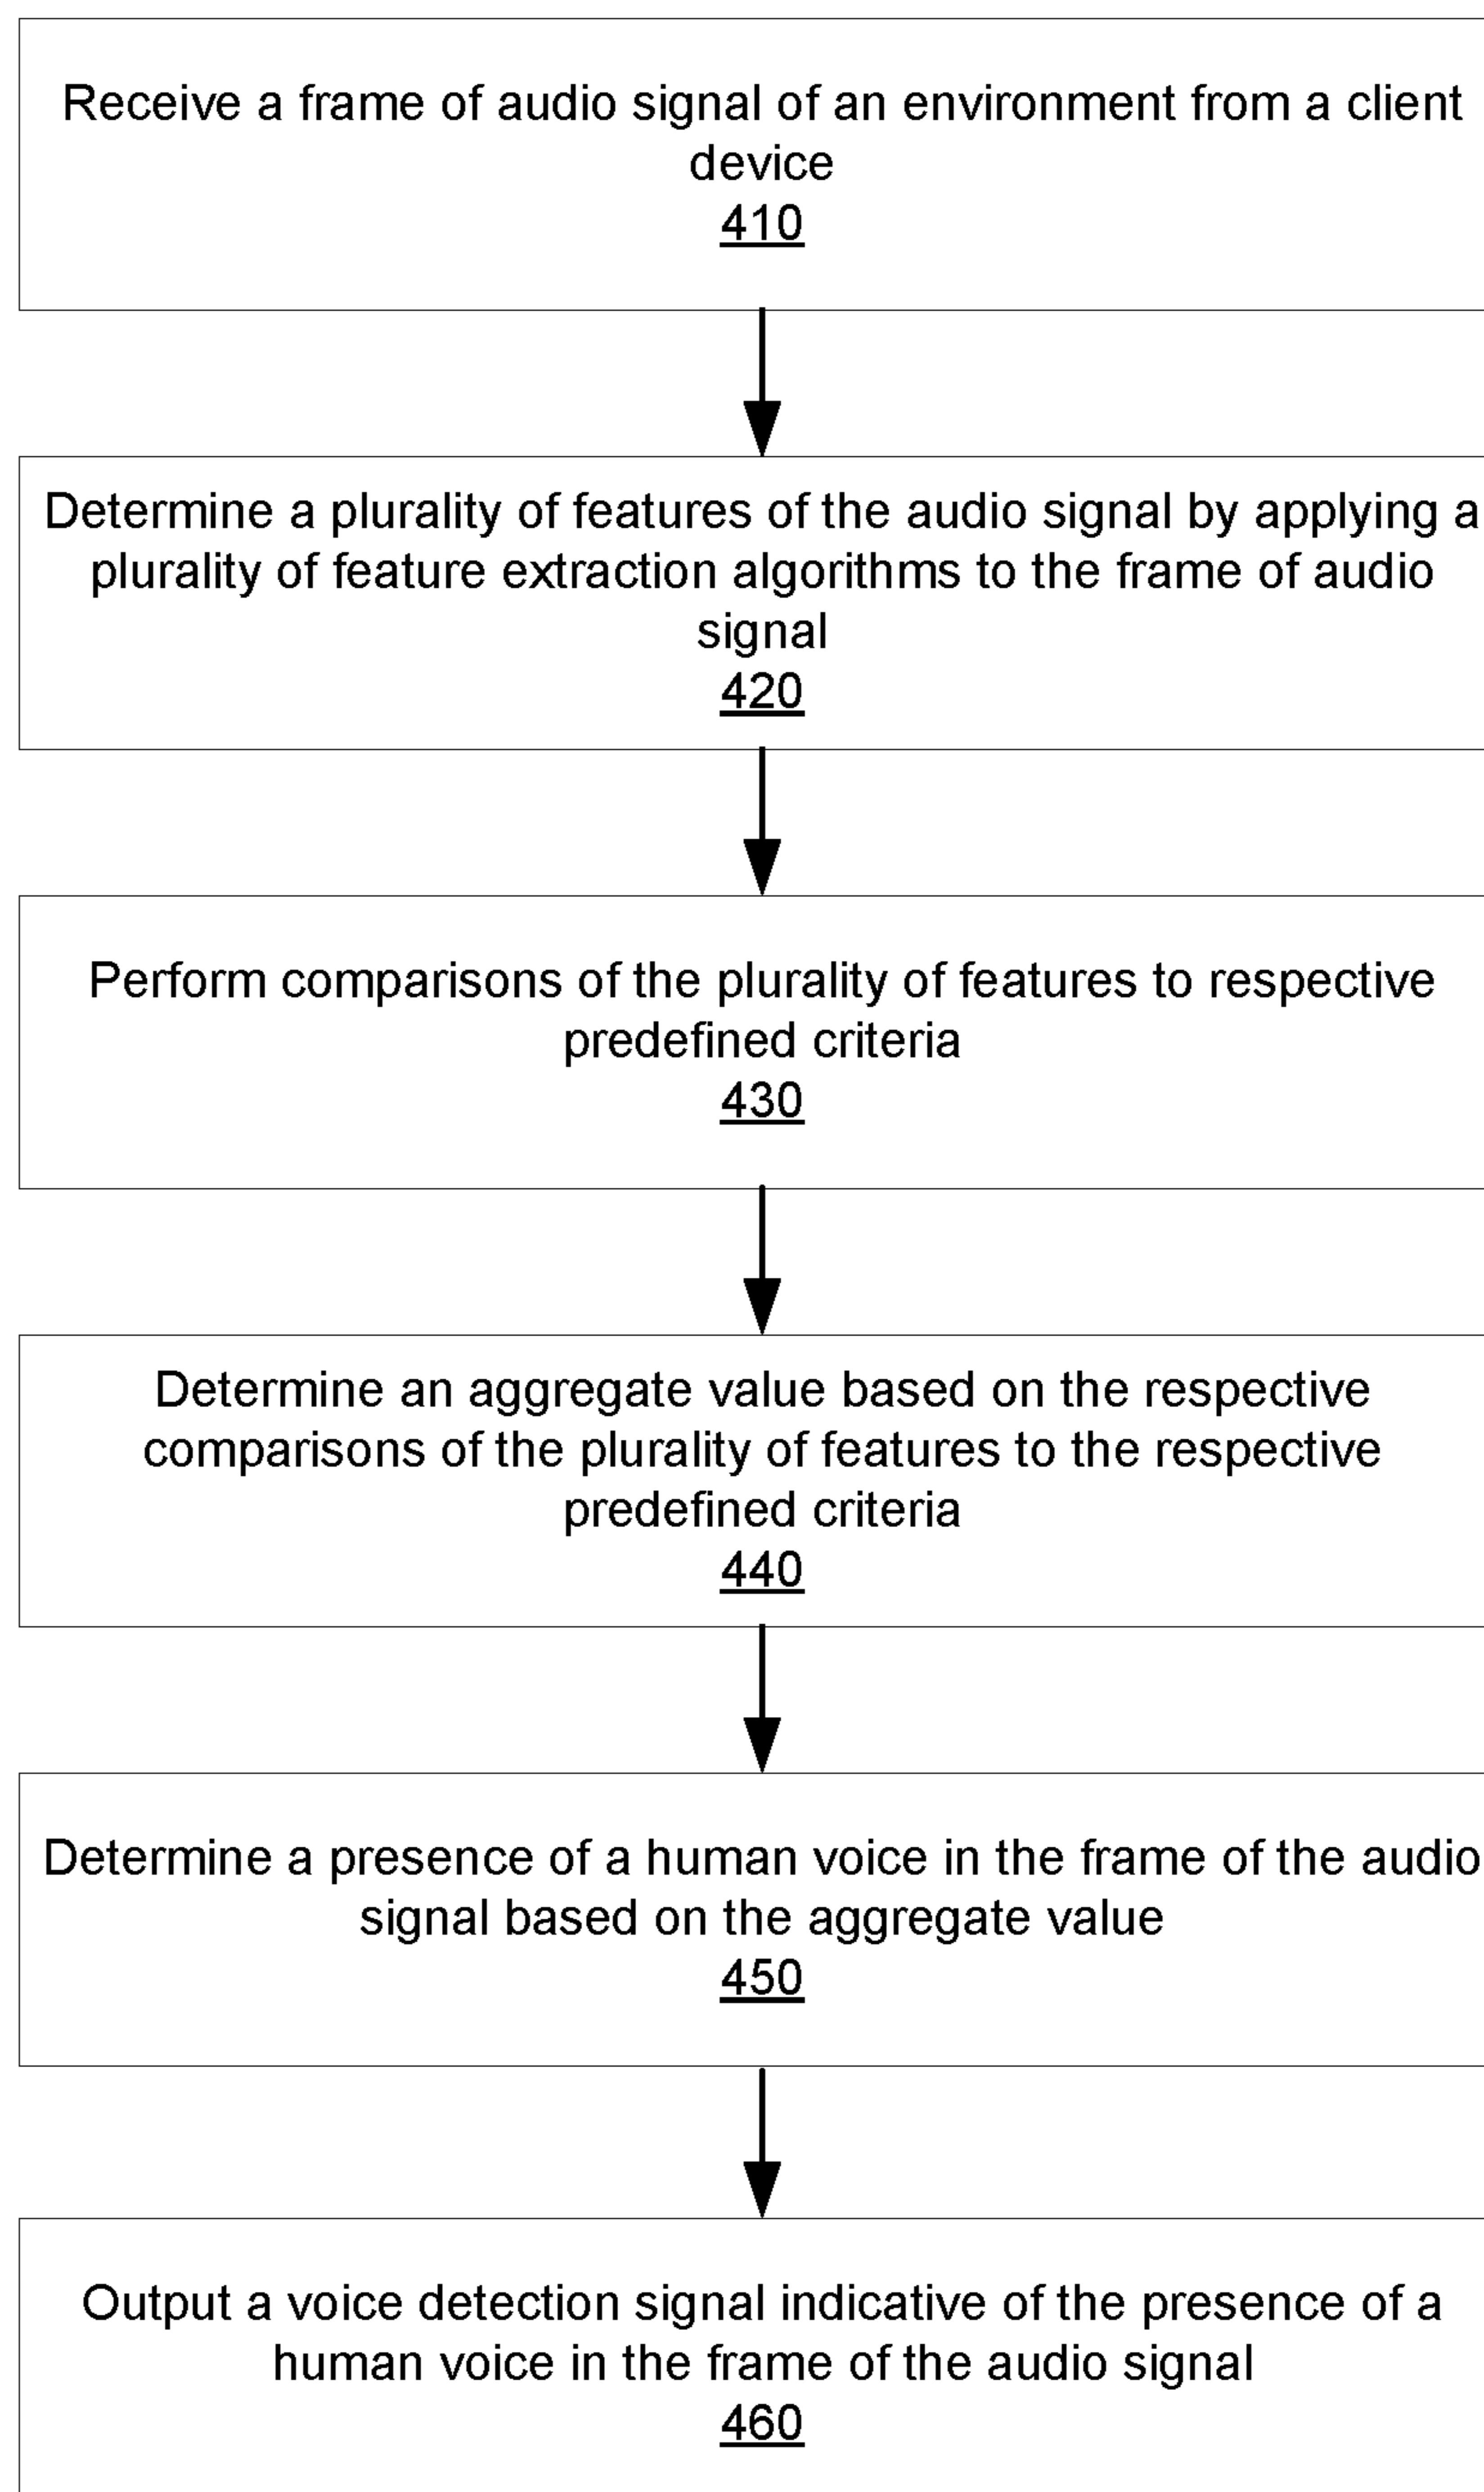 Receive a frame of audio signal of an environment from a client
device
410
Determine a plurality of features of the audio signal by applying a
plurality of feature extraction algorithms to the frame of audio
signal
420
Perform comparisons of the plurality of features to respective
predefined criteria
430
Determine an aggregate value based on the respective
comparisons of the plurality of features to the respective
predefined criteria
440
Determine a presence of a human voice in the frame of the audio
signal based on the aggregate value
450
Output a voice detection signal indicative of the presence of a
human voice in the frame of the audio signal
460